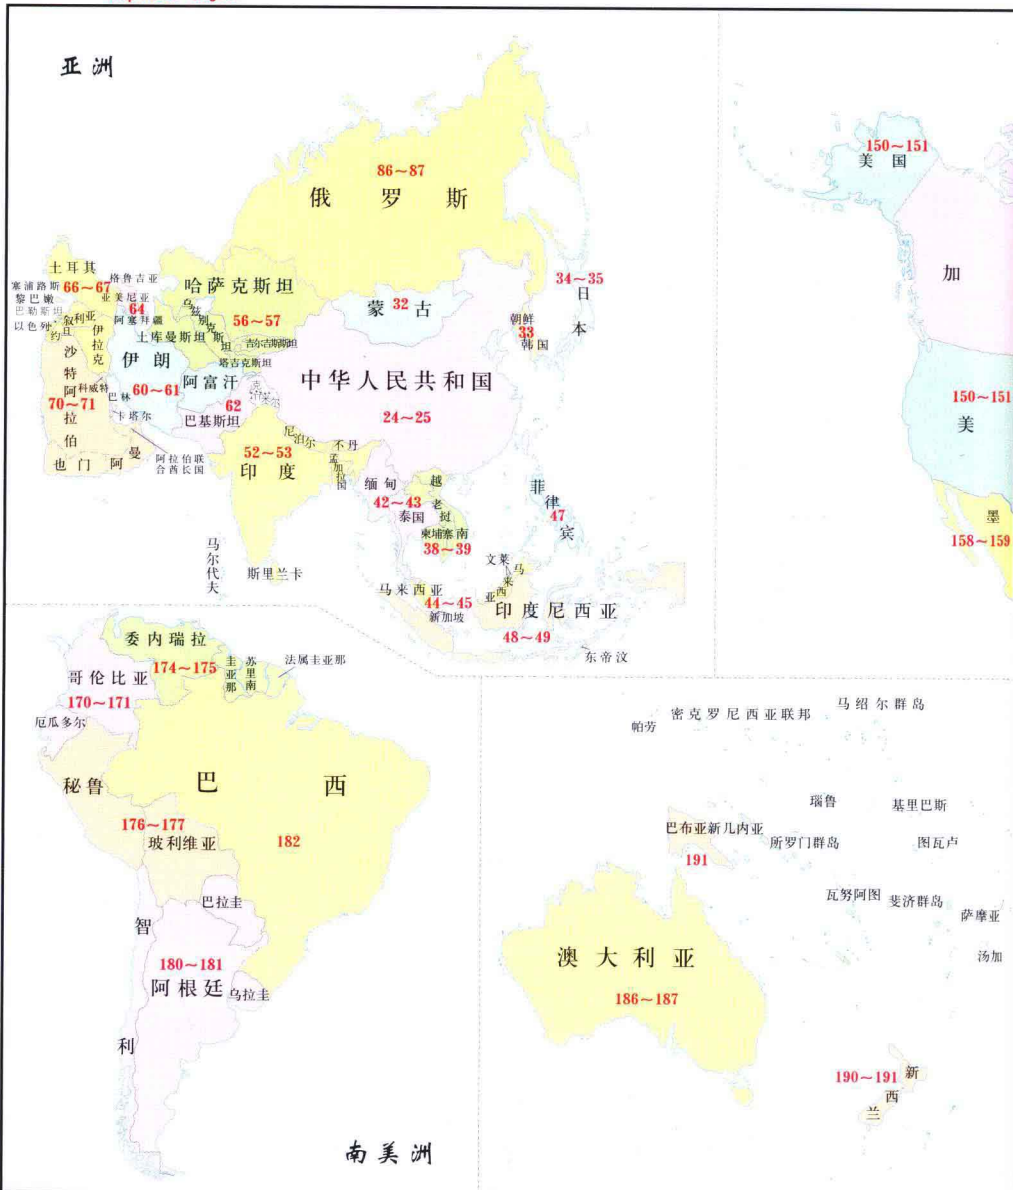 亚洲
86～87
俄罗斯
150～151
美国
加
土耳其
格鲁吉亚
塞浦路斯
66～67
亚美尼亚
黎巴嫩
64
巴勒斯坦
叙利亚
阿塞拜疆
以色列
约旦
伊拉克
哈萨克斯坦
56～57
乌兹别克斯坦
土库曼斯坦
吉尔吉斯斯坦
塔吉克斯坦
蒙古
32
34～35
日本
朝鲜
33
韩国
沙特阿拉伯
70～71
科威特
巴林
卡塔尔
伊朗
60～61
阿富汗
62
巴基斯坦
克什米尔
中华人民共和国
24～25
150～151
美
也门
阿曼
阿拉伯联
合酋长国
52～53
印度
尼泊尔
不丹
孟加拉国
缅甸
42～43
泰国
老挝
越南
柬埔寨
38～39
菲律宾
47
墨
158～159
马尔代夫
斯里兰卡
马来西亚
44～45
新加坡
文莱
马来西亚
印度尼西亚
48～49
东帝汶
委内瑞拉
174～175
圭亚那
苏里南
法属圭亚那
哥伦比亚
170～171
厄瓜多尔
秘鲁
176～177
玻利维亚
巴西
182
巴拉圭
智利
180～181
阿根廷
乌拉圭
南美洲
帕劳
密克罗尼西亚联邦
马绍尔群岛
瑙鲁
基里巴斯
巴布亚新几内亚
191
所罗门群岛
图瓦卢
瓦努阿图
斐济群岛
萨摩亚
汤加
澳大利亚
186～187
190～191
新西兰